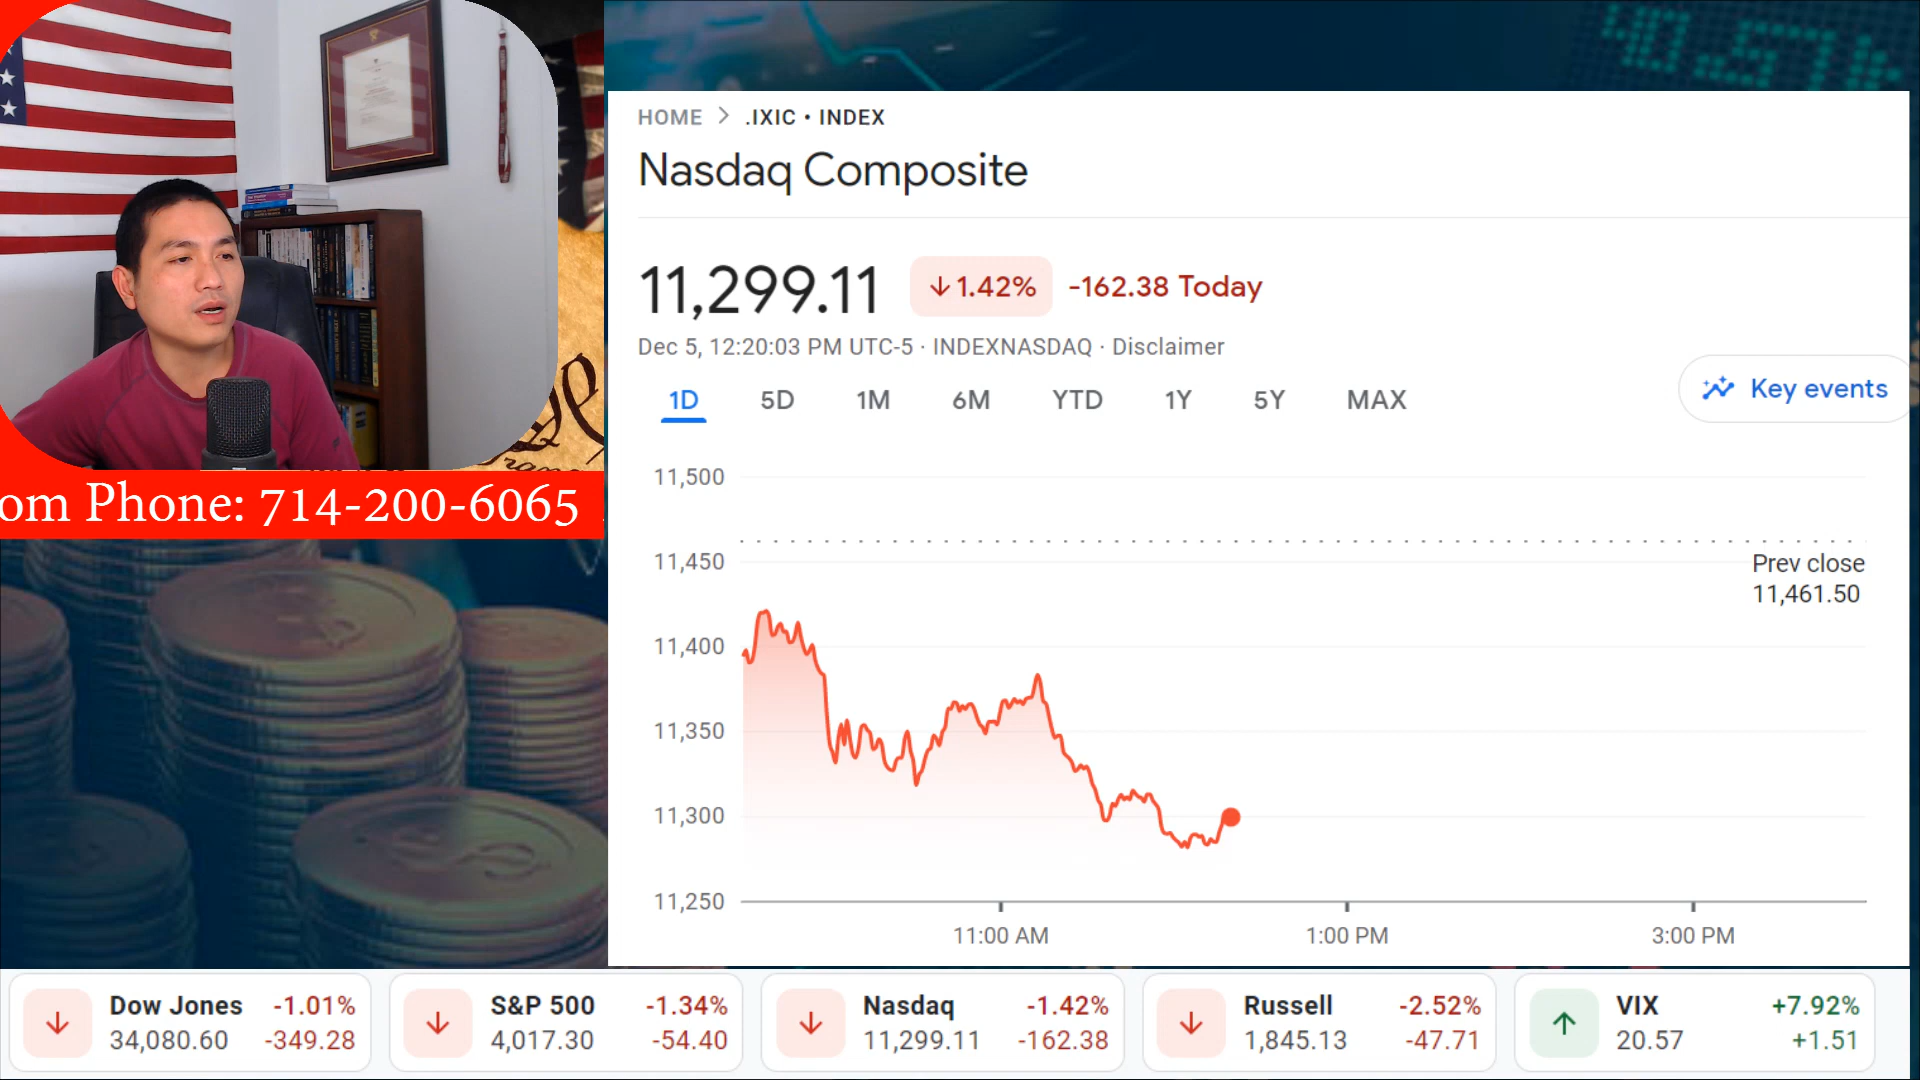 om Phone: 714-200-6065
HOME > .IXIC • INDEX
Nasdaq Composite
11,299.11 ↓1.42% -162.38 Today
Dec 5, 12:20:03 PM UTC-5 · INDEXNASDAQ · Disclaimer
1D 5D 1M 6M YTD 1Y 5Y MAX
Key events
11,500
11,450
Prev close
11,461.50
11,400
11,350
11,300
11,250
11:00 AM 1:00 PM 3:00 PM
Dow Jones -1.01%
34,080.60 -349.28
S&P 500 -1.34%
4,017.30 -54.40
Nasdaq -1.42%
11,299.11 -162.38
Russell -2.52%
1,845.13 -47.71
VIX +7.92%
20.57 +1.51